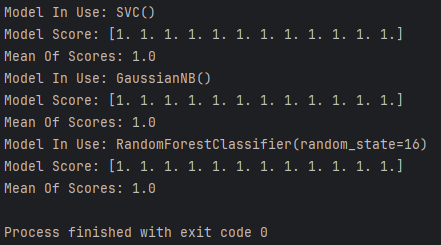 Model In Use: SVC()
Model Score: [1. 1. 1. 1. 1. 1. 1. 1. 1. 1. 1. 1.]
Mean Of Scores: 1.0
Model In Use: GaussianNB()
Model Score: [1. 1. 1. 1. 1. 1. 1. 1. 1. 1. 1. 1.]
Mean Of Scores: 1.0
Model In Use: RandomForestClassifier(random_state=16)
Model Score: [1. 1. 1. 1. 1. 1. 1. 1. 1. 1. 1. 1.]
Mean Of Scores: 1.0
Process finished with exit code 0